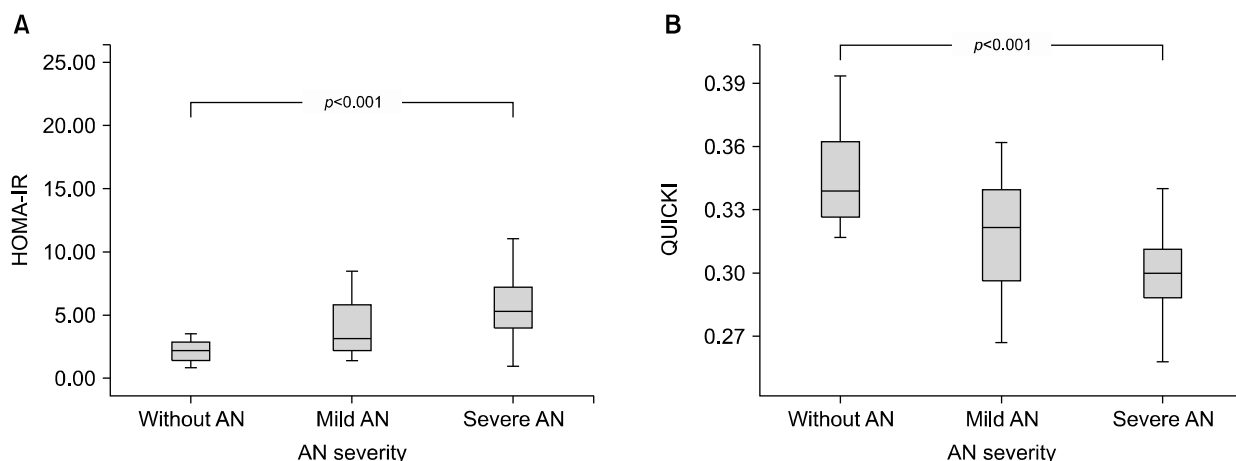 A
HOMA-IR
25.00
20.00
15.00
10.00
5.00
0.00
p<0.001
Without AN
Mild AN
Severe AN
AN severity
B
QUICKI
0.39
0.36
0.33
0.30
0.27
p<0.001
Without AN
Mild AN
Severe AN
AN severity